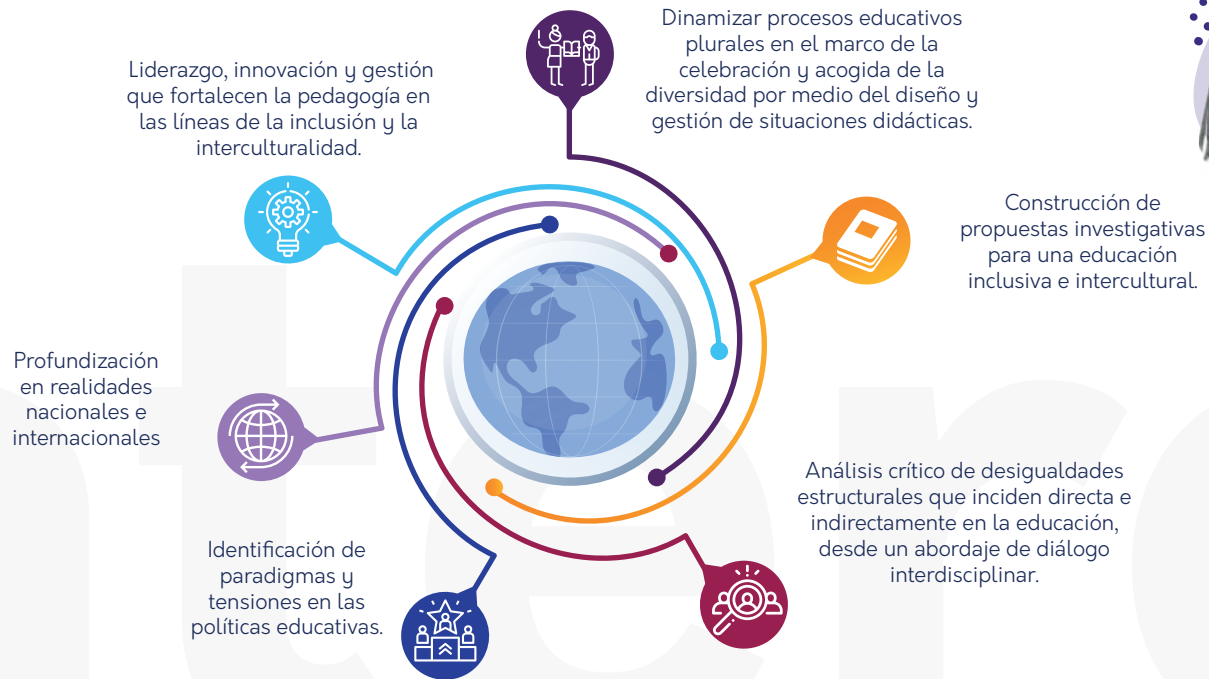 Dinamizar procesos educativos
plurales en el marco de la
celebración y acogida de la
diversidad por medio del diseño y
gestión de situaciones didácticas.
Liderazgo, innovación y gestión
que fortalecen la pedagogía en
las líneas de la inclusión y la
interculturalidad.
Construcción de
propuestas investigativas
para una educación
inclusiva e intercultural.
Profundización
en realidades
nacionales e
internacionales
Análisis crítico de desigualdades
estructurales que inciden directa e
indirectamente en la educación,
desde un abordaje de diálogo
interdisciplinar.
Identificación de
paradigmas y
tensiones en las
políticas educativas.